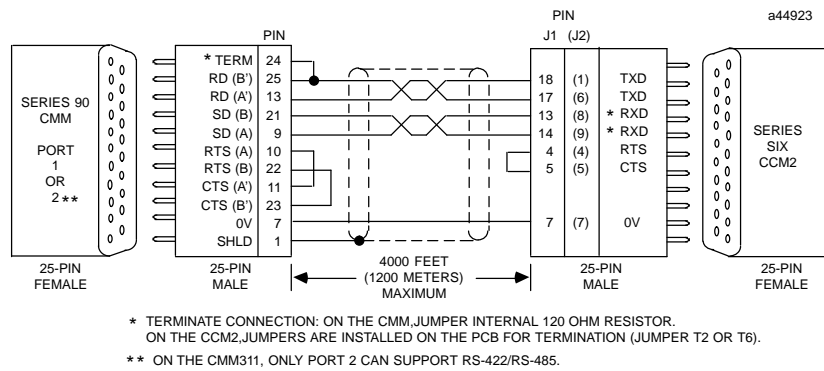 a44923
PIN
PIN
J1 (J2)
SERIES 90
CMM
PORT
1
OR
2 **
* TERM 24
RD (B') 25
RD (A') 13
SD (B) 21
SD (A) 9
RTS (A) 10
RTS (B) 22
CTS (A') 11
CTS (B') 23
0V 7
SHLD 1
18 (1) TXD
17 (6) TXD
13 (8) * RXD
14 (9) * RXD
4 (4) RTS
5 (5) CTS
7 (7) 0V
SERIES
SIX
CCM2
25-PIN
FEMALE
25-PIN
MALE
4000 FEET
(1200 METERS)
MAXIMUM
25-PIN
MALE
25-PIN
FEMALE
* TERMINATE CONNECTION: ON THE CMM,JUMPER INTERNAL 120 OHM RESISTOR.
ON THE CCM2,JUMPERS ARE INSTALLED ON THE PCB FOR TERMINATION (JUMPER T2 OR T6).
** ON THE CMM311, ONLY PORT 2 CAN SUPPORT RS-422/RS-485.